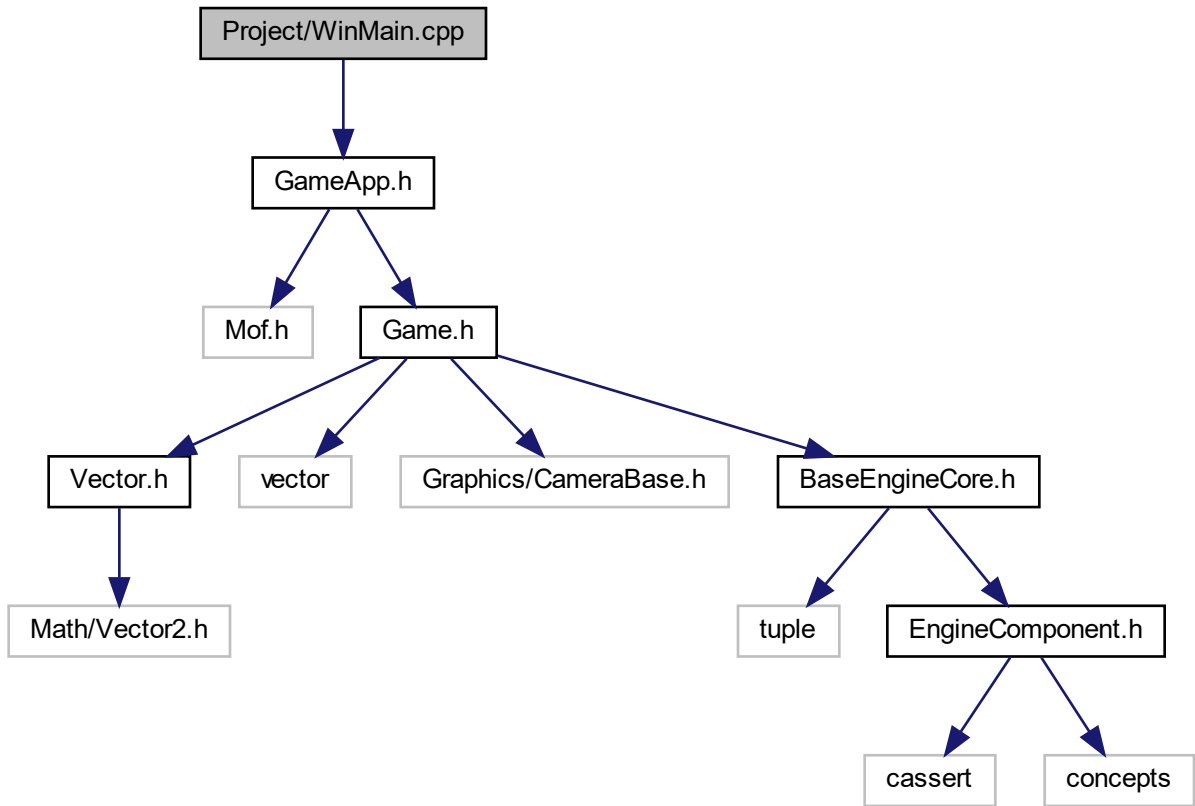 Project/WinMain.cpp
GameApp.h
Mof.h
Game.h
Vector.h
vector
Graphics/CameraBase.h
BaseEngineCore.h
Math/Vector2.h
tuple
EngineComponent.h
cassert
concepts